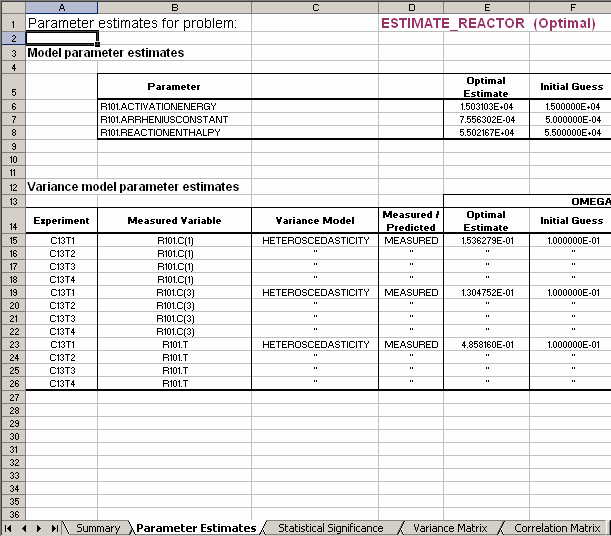 A B C D E F
1 Parameter estimates for problem: ESTIMATE_REACTOR (Optimal)
2
3 Model parameter estimates
4
5 Parameter Optimal Estimate Initial Guess
6 R101.ACTIVATIONENERGY 1.503103E+04 1.500000E+04
7 R101.ARRHENIUSCONSTANT 7.556302E-04 5.000000E-04
8 R101.REACTIONENTHALPY 5.502167E+04 5.500000E+04
9
10
11
12 Variance model parameter estimates
13 OMEGA
14 Experiment Measured Variable Variance Model Measured / Predicted Optimal Estimate Initial Guess
15 C13T1 R101.C(1) HETEROSCEDASTICITY MEASURED 1.536279E-01 1.000000E-01
16 C13T2 R101.C(1) " " " "
17 C13T3 R101.C(1) " " " "
18 C13T4 R101.C(1) " " " "
19 C13T1 R101.C(3) HETEROSCEDASTICITY MEASURED 1.304752E-01 1.000000E-01
20 C13T2 R101.C(3) " " " "
21 C13T3 R101.C(3) " " " "
22 C13T4 R101.C(3) " " " "
23 C13T1 R101.T HETEROSCEDASTICITY MEASURED 4.858160E-01 1.000000E-01
24 C13T2 R101.T " " " "
25 C13T3 R101.T " " " "
26 C13T4 R101.T " " " "
27
28
29
30
31
32
33
34
35
36
Summary Parameter Estimates Statistical Significance Variance Matrix Correlation Matrix